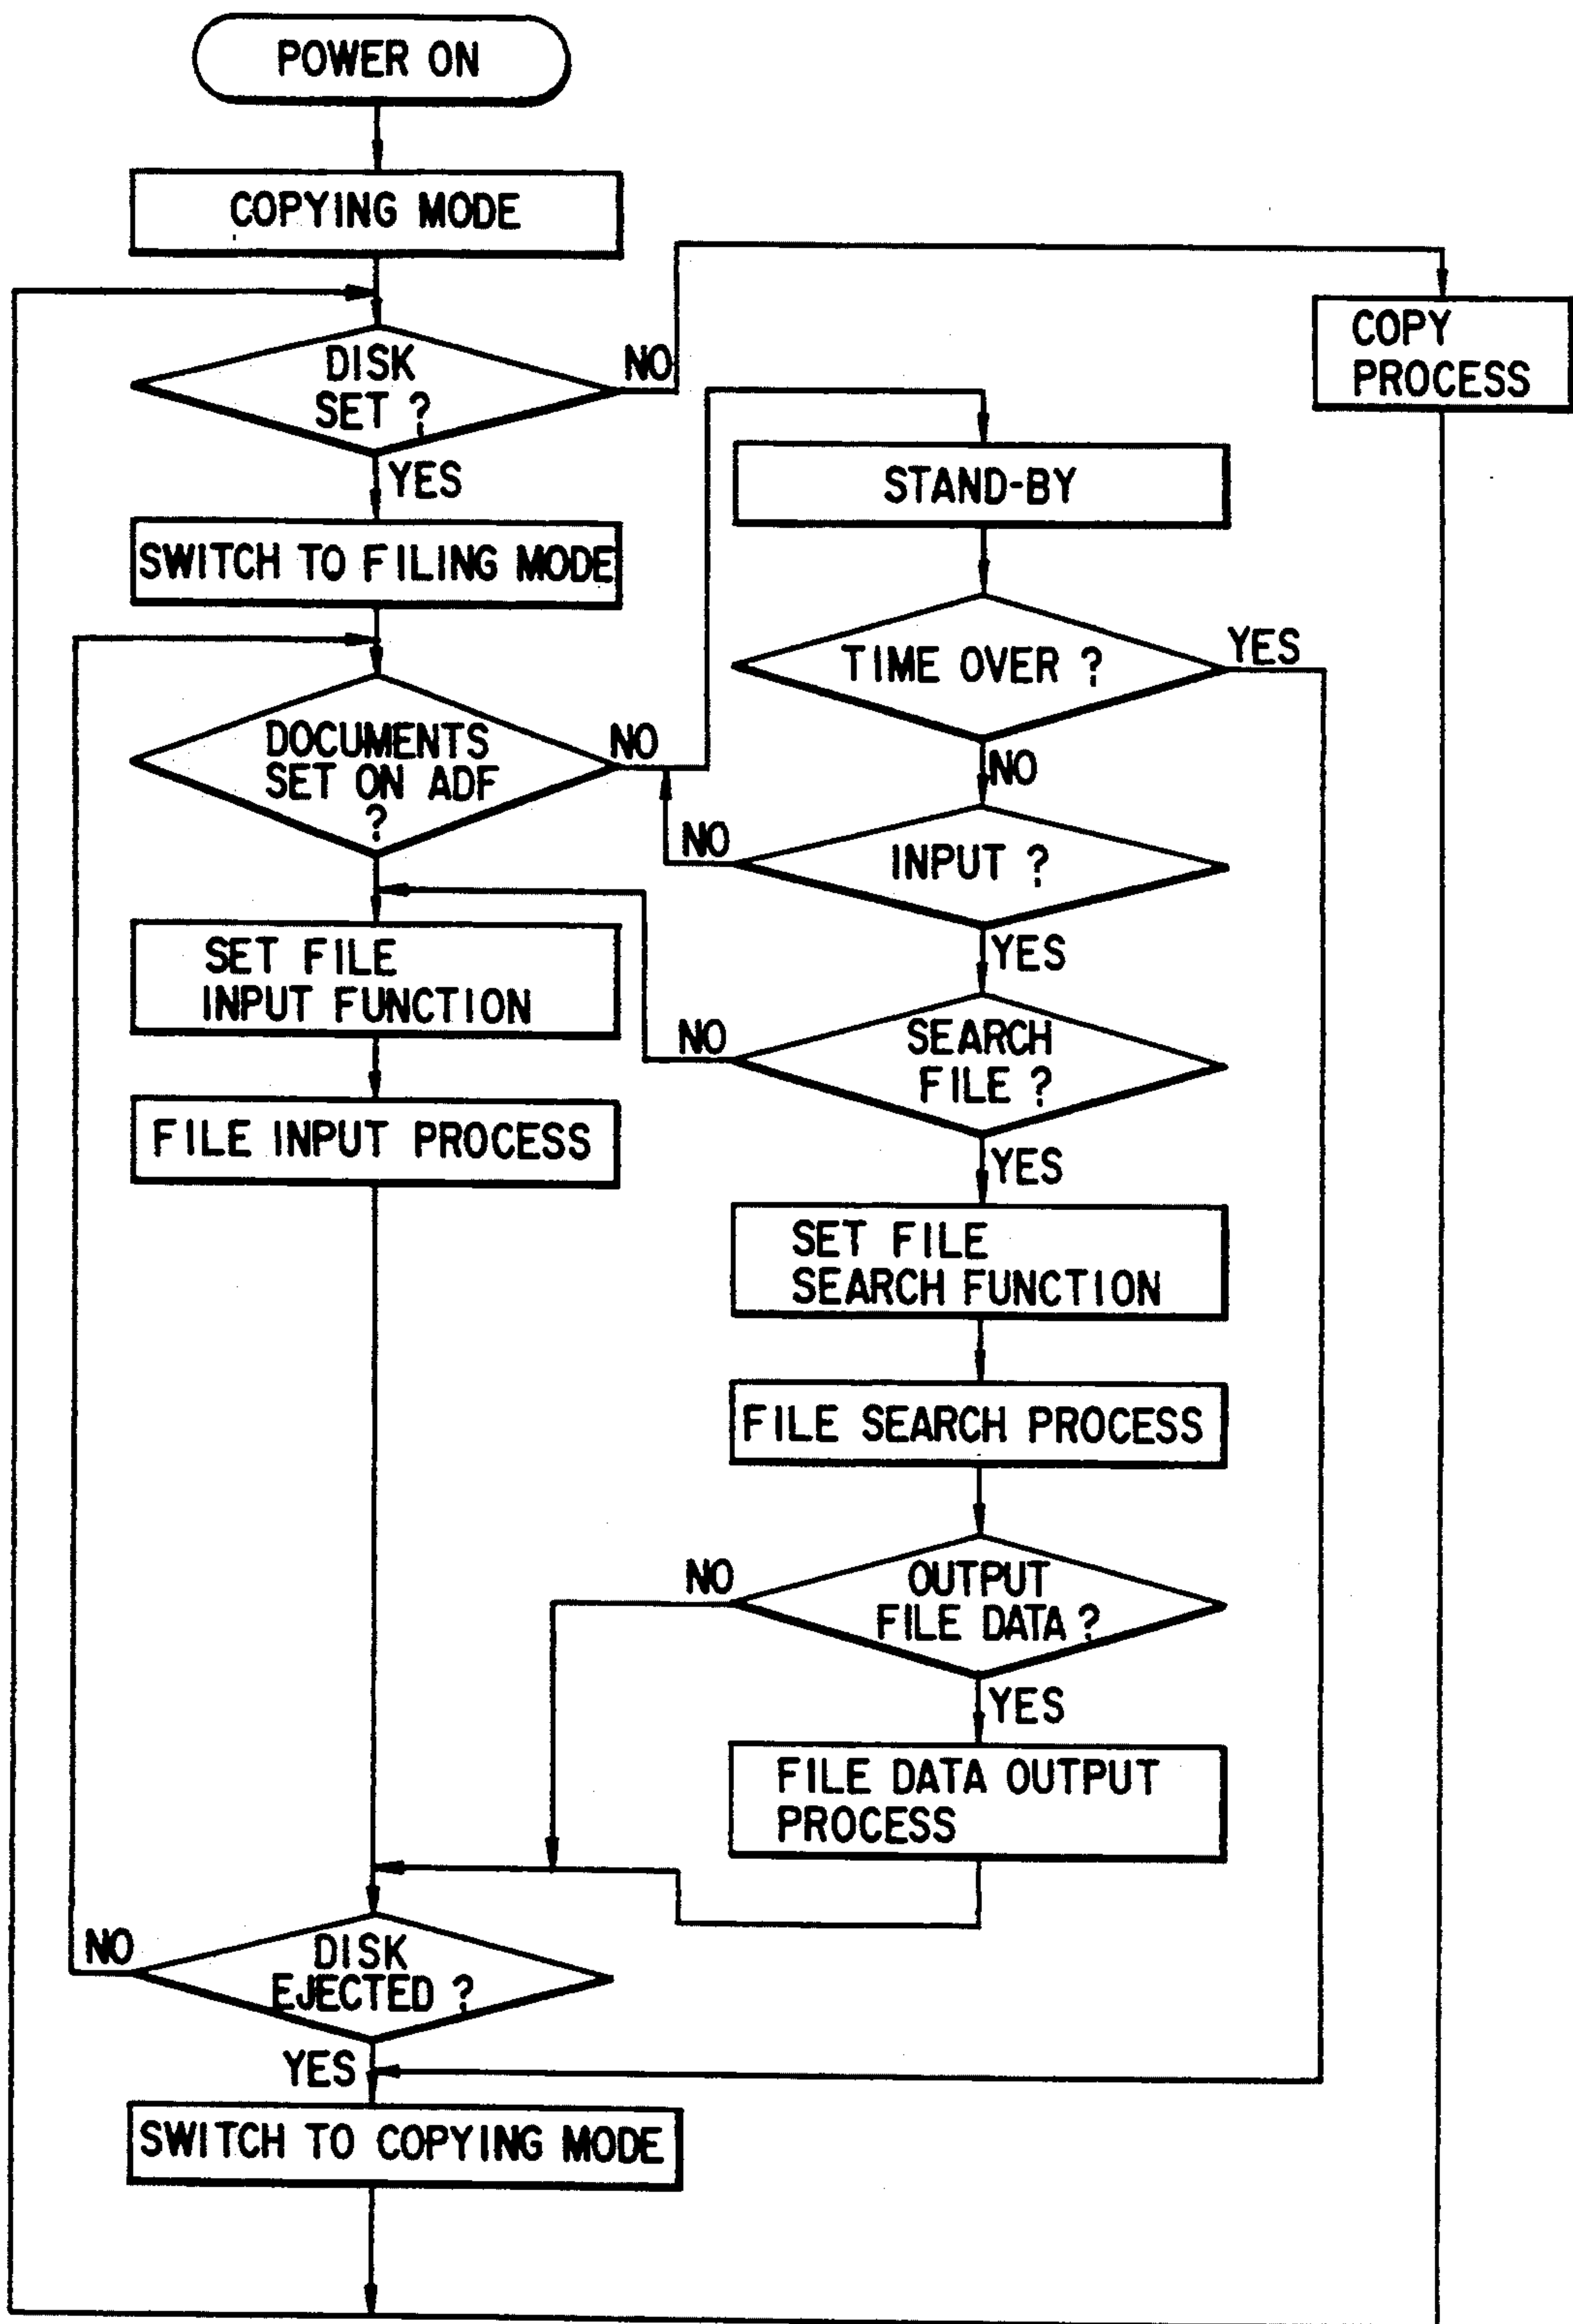 POWER ON
COPYING MODE
DISK
SET ?
NO
YES
COPY
PROCESS
SWITCH TO FILING MODE
STAND-BY
TIME OVER ?
YES
NO
DOCUMENTS
SET ON ADF
?
NO
INPUT ?
NO
YES
SET FILE
INPUT FUNCTION
SEARCH
FILE ?
NO
YES
FILE INPUT PROCESS
SET FILE
SEARCH FUNCTION
FILE SEARCH PROCESS
OUTPUT
FILE DATA ?
NO
YES
FILE DATA OUTPUT
PROCESS
DISK
EJECTED ?
NO
YES
SWITCH TO COPYING MODE